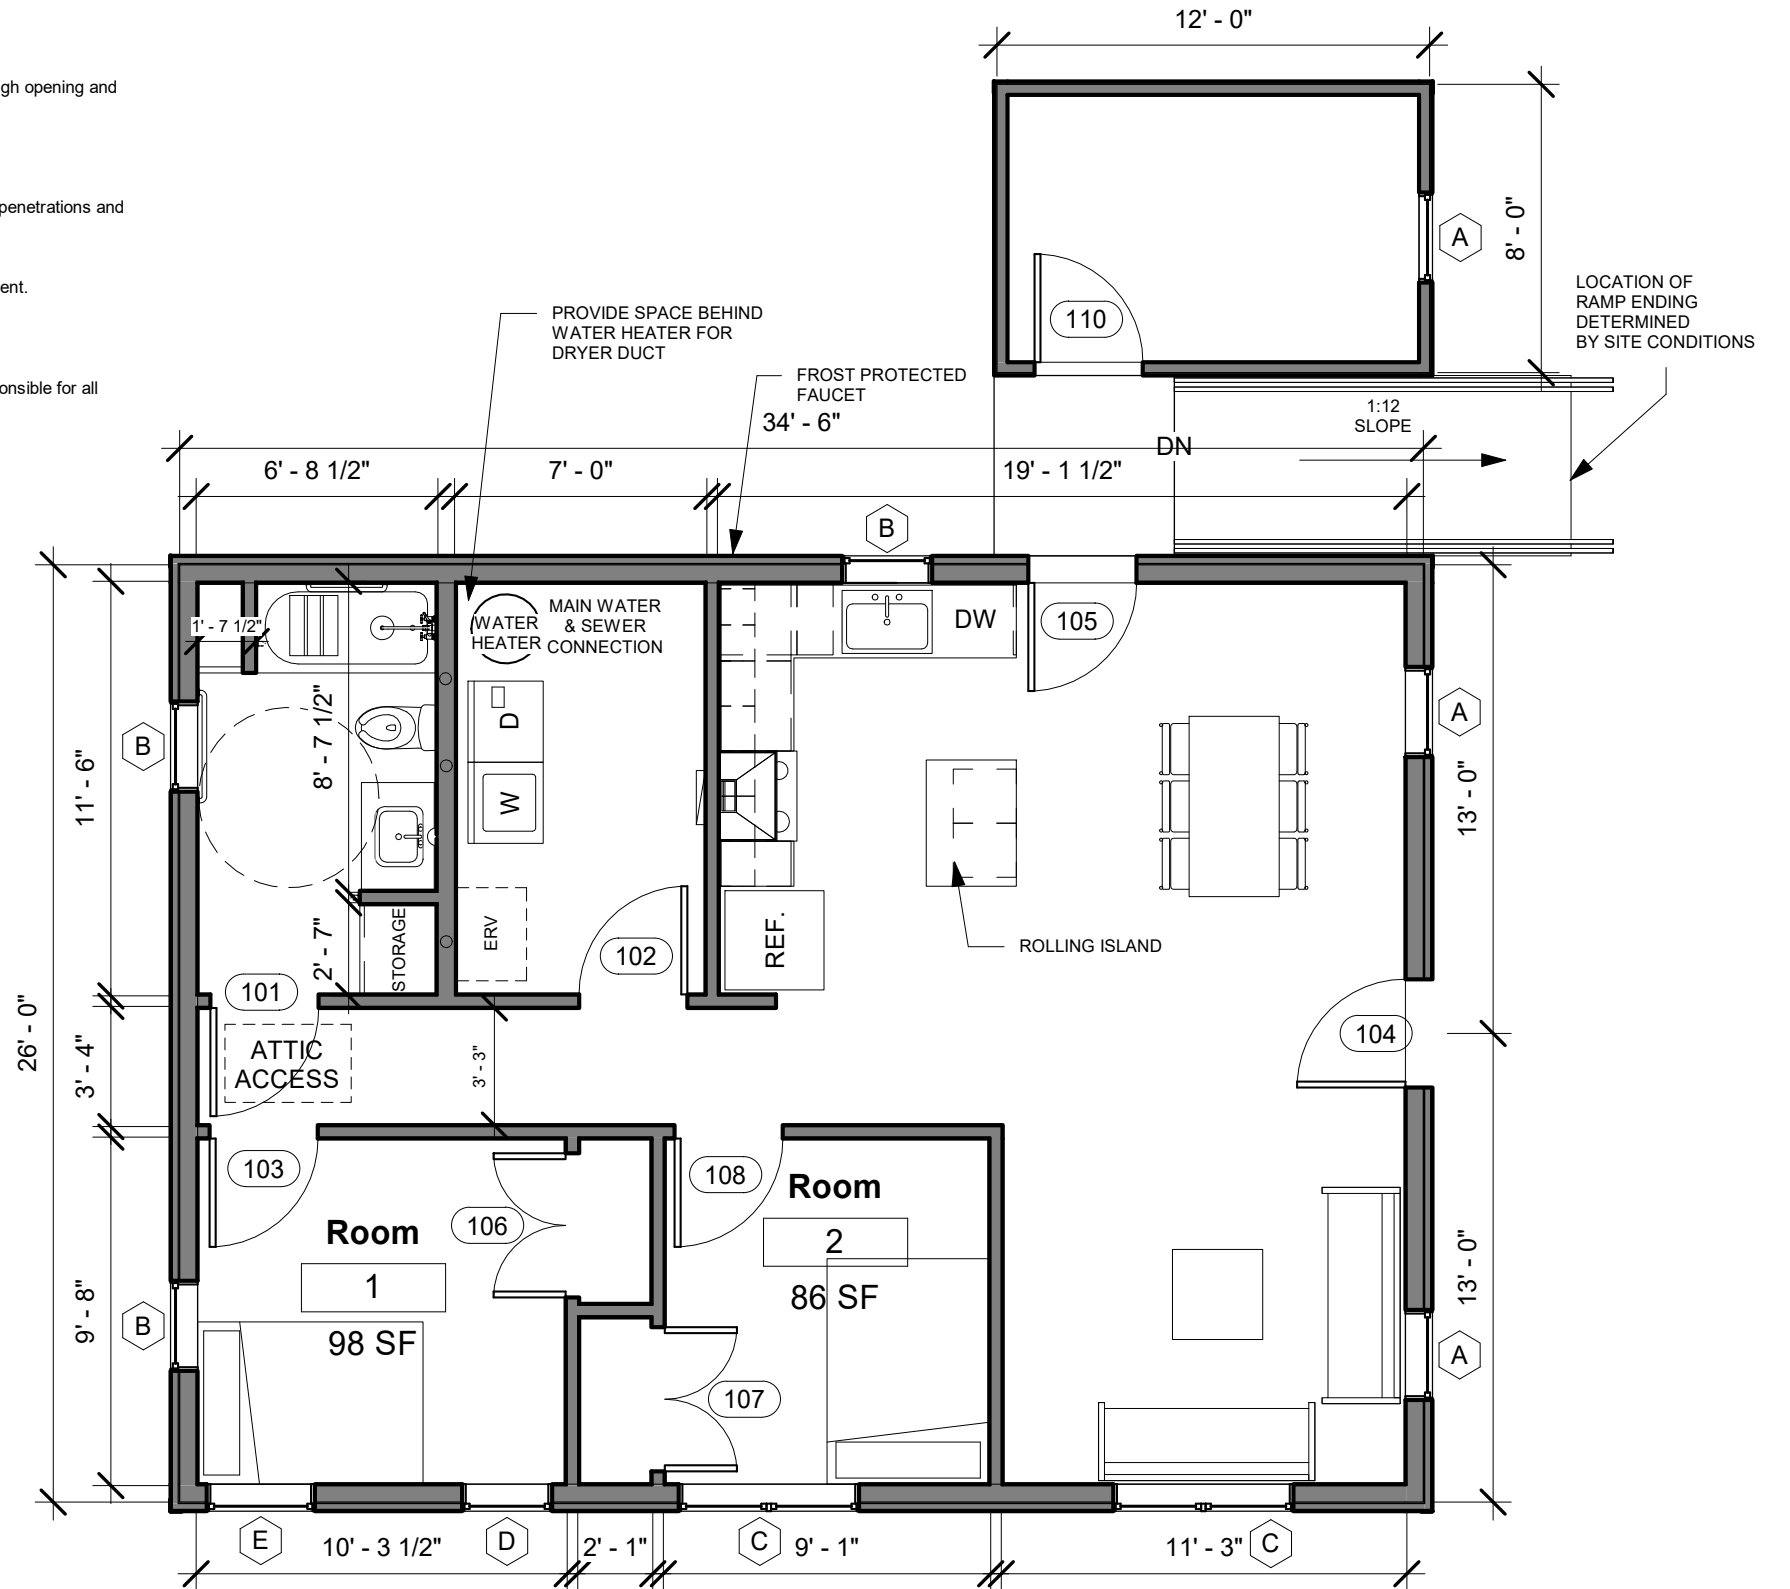 12' - 0"
gh opening and
penetrations and
ent.
onsible for all
8' - 0"
A
110
LOCATION OF
RAMP ENDING
DETERMINED
BY SITE CONDITIONS
PROVIDE SPACE BEHIND
WATER HEATER FOR
DRYER DUCT
FROST PROTECTED
FAUCET
34' - 6"
1:12
SLOPE
DN
6' - 8 1/2"
7' - 0"
19' - 1 1/2"
B
1' - 7 1/2"
WATER
HEATER
MAIN WATER
& SEWER
CONNECTION
DW
105
8' - 7 1/2"
D
W
B
A
11' - 6"
13' - 0"
2' - 7"
STORAGE
ERV
102
REF.
ROLLING ISLAND
101
26' - 0"
3' - 4"
ATTIC
ACCESS
3' - 3"
104
103
108
Room
2
86 SF
Room
1
98 SF
106
107
9' - 8"
B
13' - 0"
A
E
10' - 3 1/2"
D
2' - 1"
C
9' - 1"
11' - 3"
C